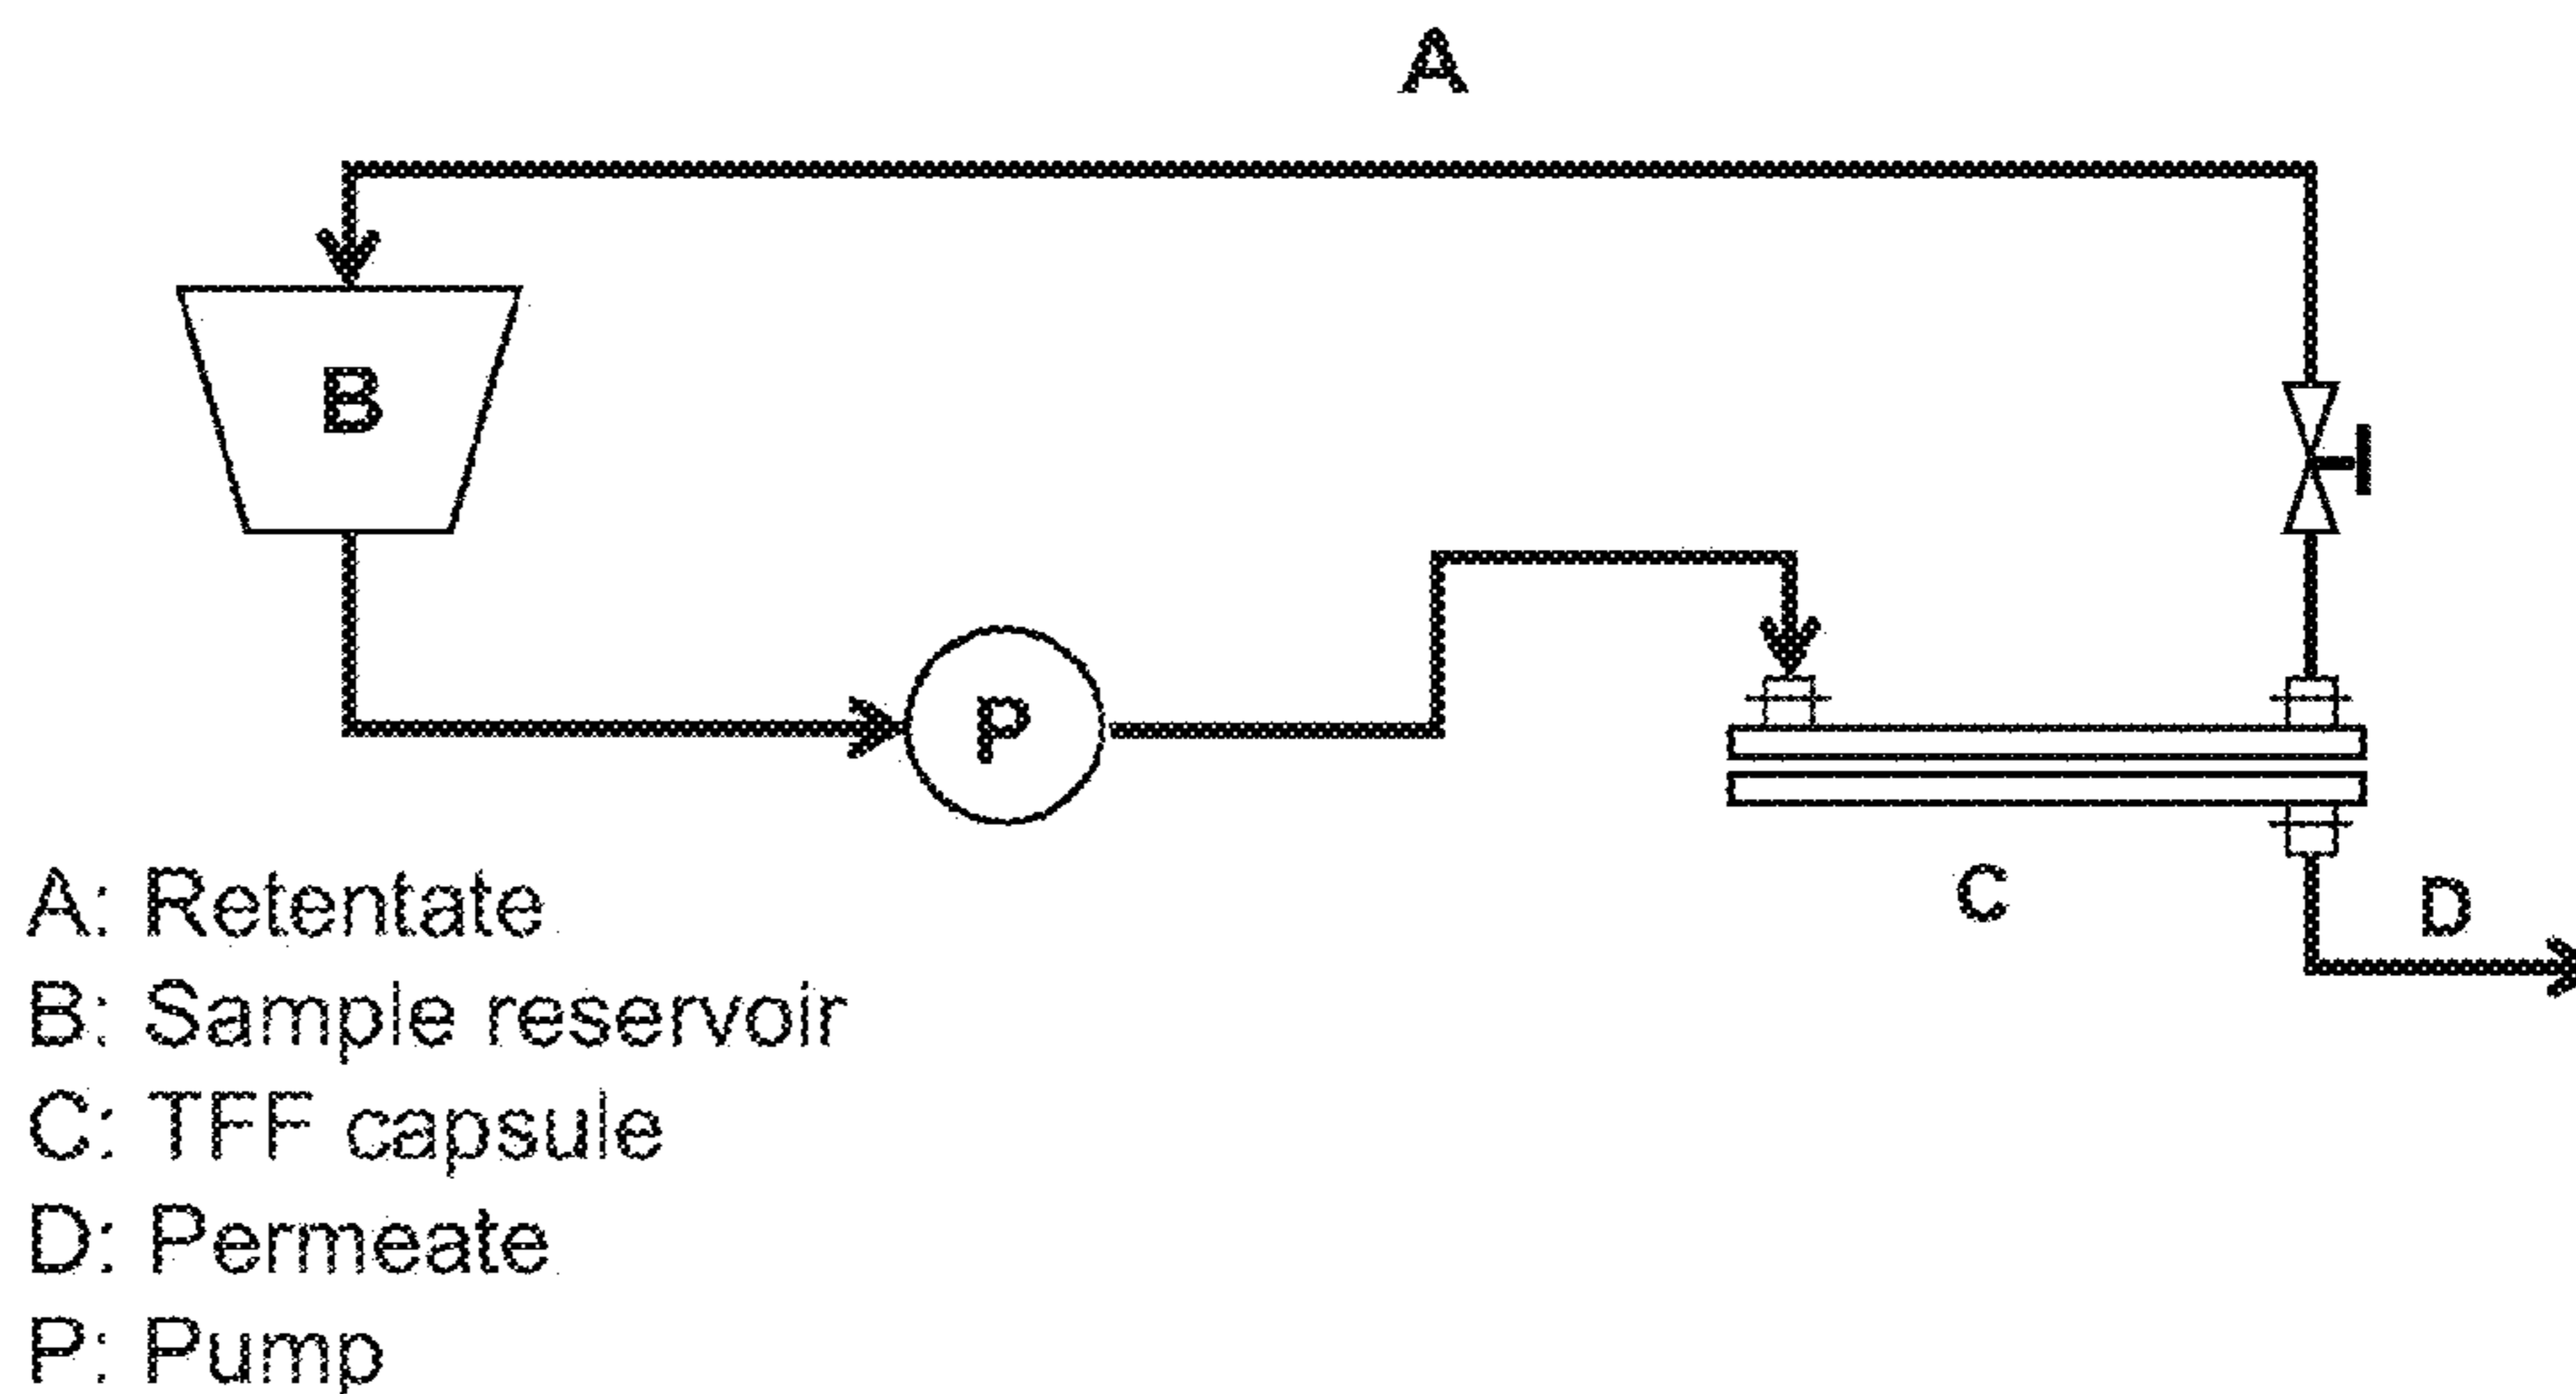 A
B
P
C
D
A: Retentate
B: Sample reservoir
C: TFF capsule
D: Permeate
P: Pump